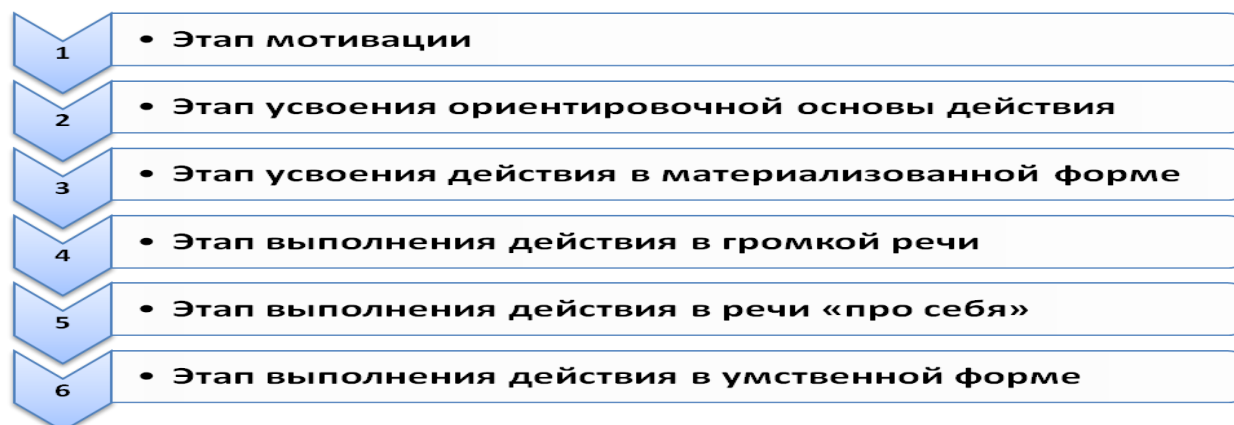 1 • Этап мотивации
2 • Этап усвоения ориентировочной основы действия
3 • Этап усвоения действия в материализованной форме
4 • Этап выполнения действия в громкой речи
5 • Этап выполнения действия в речи «про себя»
6 • Этап выполнения действия в умственной форме